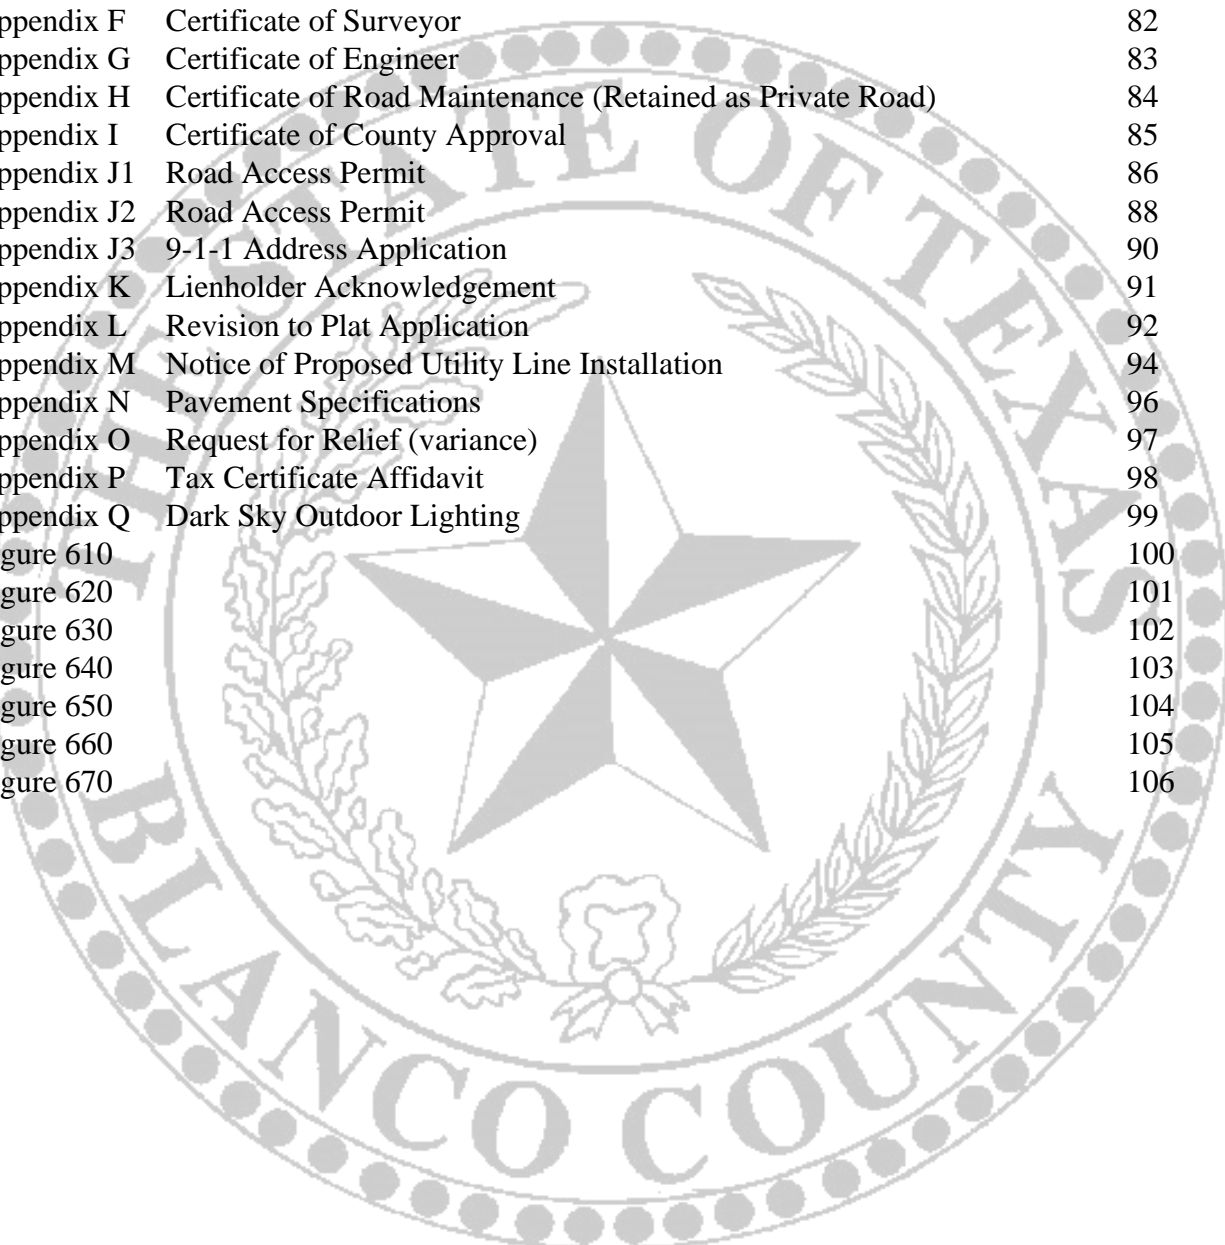 ppendix F Certificate of Surveyor 82
ppendix G Certificate of Engineer 83
ppendix H Certificate of Road Maintenance (Retained as Private Road) 84
ppendix I Certificate of County Approval 85
ppendix J1 Road Access Permit 86
ppendix J2 Road Access Permit 88
ppendix J3 9-1-1 Address Application 90
ppendix K Lienholder Acknowledgement 91
ppendix L Revision to Plat Application 92
ppendix M Notice of Proposed Utility Line Installation 94
ppendix N Pavement Specifications 96
ppendix O Request for Relief (variance) 97
ppendix P Tax Certificate Affidavit 98
ppendix Q Dark Sky Outdoor Lighting 99
gure 610 100
gure 620 101
gure 630 102
gure 640 103
gure 650 104
gure 660 105
gure 670 106
THE STATE OF TEXAS
BLANCO COUNTY